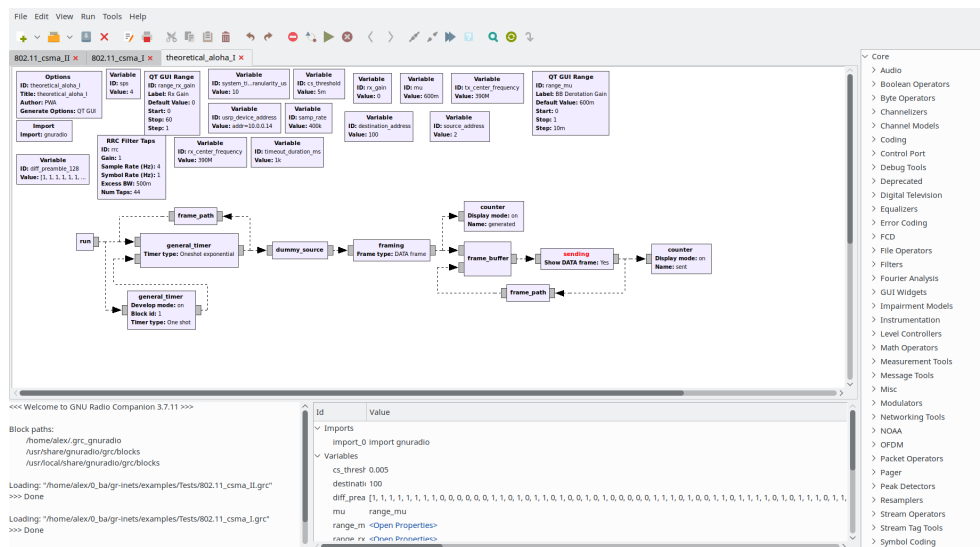 File Edit View Run Tools Help
802.11_csma_II
802.11_csma_I
theoretical_aloha_I
Options
ID: theoretical_aloha_I
Title: theoretical_aloha_I
Author: PWA
Generate Options: QT GUI
Variable
ID: sps
Value: 4
QT GUI Range
ID: range_rx_gain
Label: Rx Gain
Default Value: 0
Start: 0
Stop: 60
Step: 1
Variable
ID: system_ti...ranularity_us
Value: 10
Variable
ID: cs_threshold
Value: 5m
Variable
ID: rx_gain
Value: 0
Variable
ID: mu
Value: 600m
Variable
ID: tx_center_frequency
Value: 390M
QT GUI Range
ID: range_mu
Label: BB Derotation Gain
Default Value: 600m
Start: 0
Stop: 1
Step: 10m
Import
Import: gnuradio
Variable
ID: usrp_device_address
Value: addr=10.0.0.14
Variable
ID: samp_rate
Value: 400k
Variable
ID: destination_address
Value: 100
Variable
ID: source_address
Value: 2
Variable
ID: diff_preamble_128
Value: [1, 1, 1, 1, 1, 1, ...
RRC Filter Taps
ID: rrc
Gain: 1
Sample Rate (Hz): 4
Symbol Rate (Hz): 1
Excess BW: 500m
Num Taps: 44
Variable
ID: rx_center_frequency
Value: 390M
Variable
ID: timeout_duration_ms
Value: 1k
run
frame_path
general_timer
Timer type: Oneshot exponential
dummy_source
framing
Frame type: DATA frame
counter
Display mode: on
Name: generated
frame_buffer
sending
Show DATA frame: Yes
counter
Display mode: on
Name: sent
frame_path
general_timer
Develop mode: on
Block id: 1
Timer type: One shot
<<< Welcome to GNU Radio Companion 3.7.11 >>>
Block paths:
/home/alex/.grc_gnuradio
/usr/share/gnuradio/grc/blocks
/usr/local/share/gnuradio/grc/blocks
Loading: "/home/alex/0_ba/gr-inets/examples/Tests/802.11_csma_II.grc"
>>> Done
Loading: "/home/alex/0_ba/gr-inets/examples/Tests/802.11_csma_I.grc"
>>> Done
Id Value
Imports
import_0 import gnuradio
Variables
cs_thresh 0.005
destinati 100
diff_prea [1, 1, 1, 1, 1, 1, 1, 0, 0, 0, 0, 0, 1, 1, 0, 1, 0, 1, 1, 0, 1, 0, 0, 1, 0, 1, 0, 0, 0, 0, 1, 1, 0, 1, 1, 0, 1, 1, 1, 0, 1, 0, 1, 1, 1, 0, 1, 1,
mu range_mu
range_m <Open Properties>
range_rx <Open Properties>
Core
Audio
Boolean Operators
Byte Operators
Channelizers
Channel Models
Coding
Control Port
Debug Tools
Deprecated
Digital Television
Equalizers
Error Coding
FCD
File Operators
Filters
Fourier Analysis
GUI Widgets
Impairment Models
Instrumentation
Level Controllers
Math Operators
Measurement Tools
Message Tools
Misc
Modulators
Networking Tools
NOAA
OFDM
Packet Operators
Pager
Peak Detectors
Resamplers
Stream Operators
Stream Tag Tools
Symbol Coding